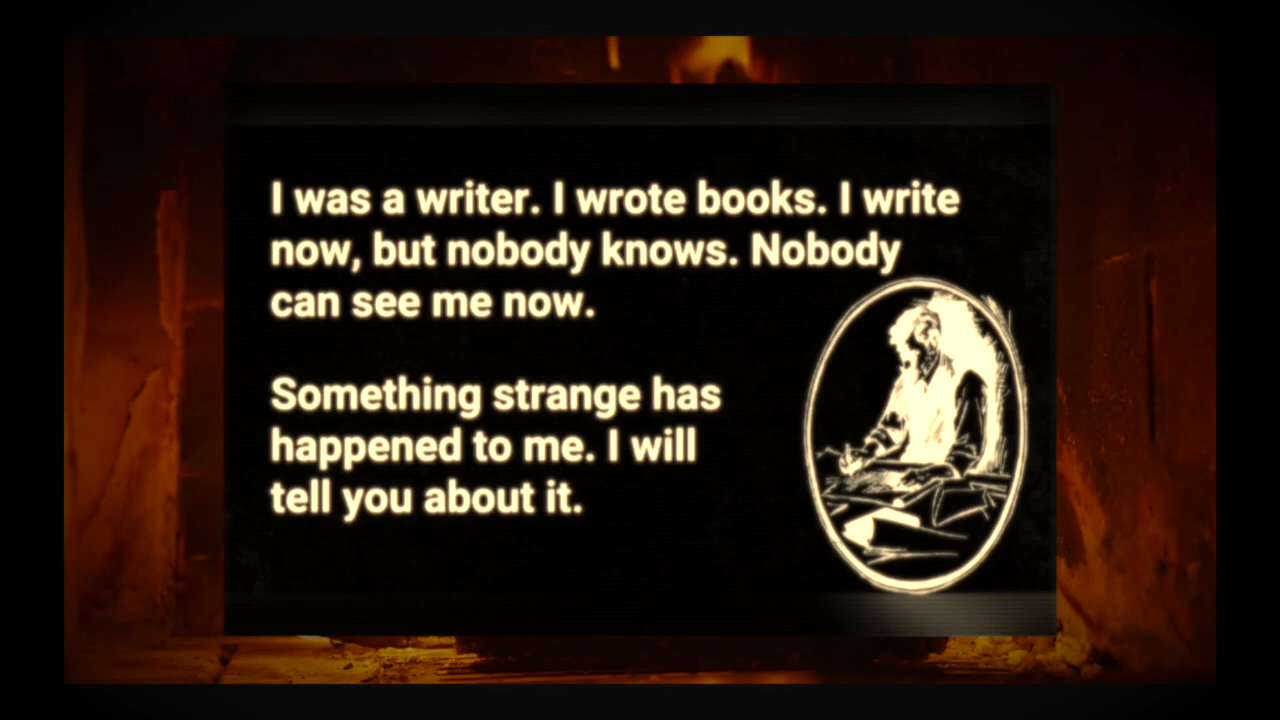 I was a writer. I wrote books. I write
now, but nobody knows. Nobody
can see me now.
Something strange has
happened to me. I will
tell you about it.